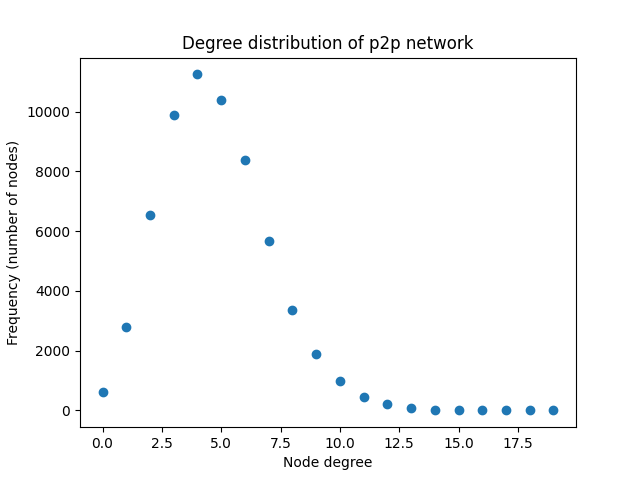 Degree distribution of p2p network
10000
8000
6000
4000
2000
0
Frequency (number of nodes)
0.0 2.5 5.0 7.5 10.0 12.5 15.0 17.5
Node degree